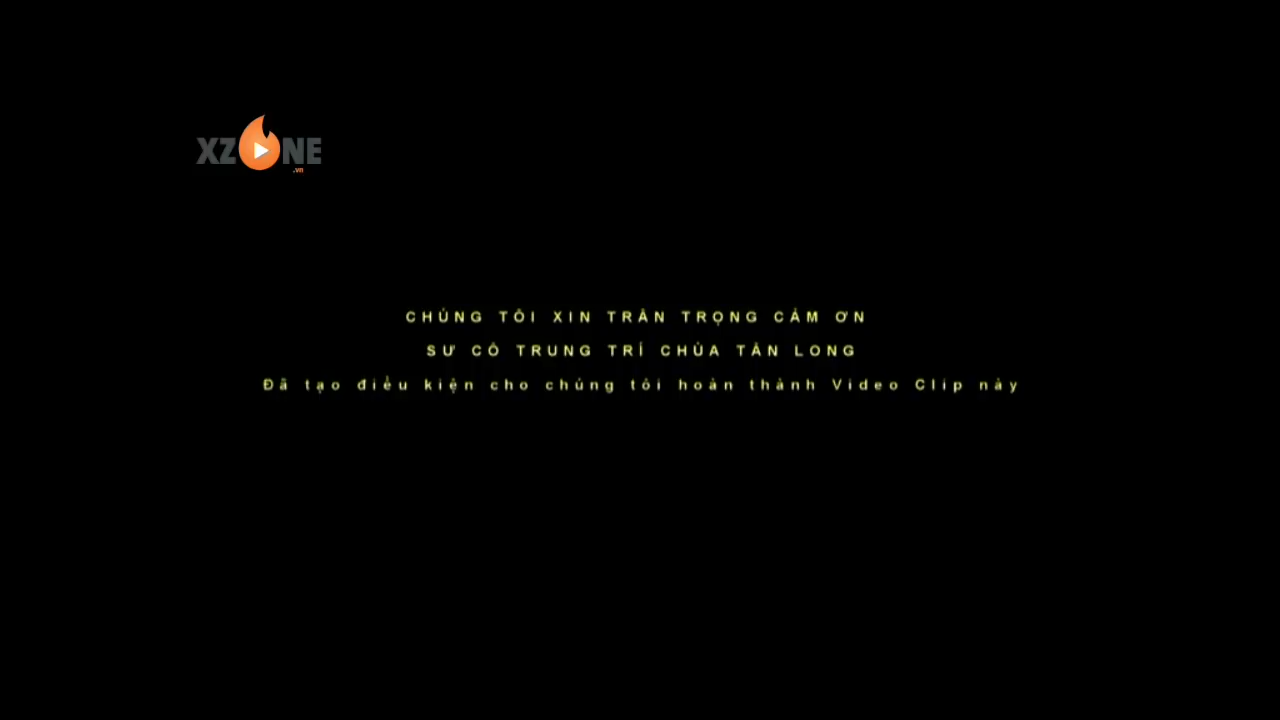 XZONE
.vn
CHÚNG TÔI XIN TRÂN TRỌNG CẢM ƠN
SƯ CÔ TRUNG TRÍ CHÙA TÂN LONG
Đã tạo điều kiện cho chúng tôi hoàn thành Video Clip này